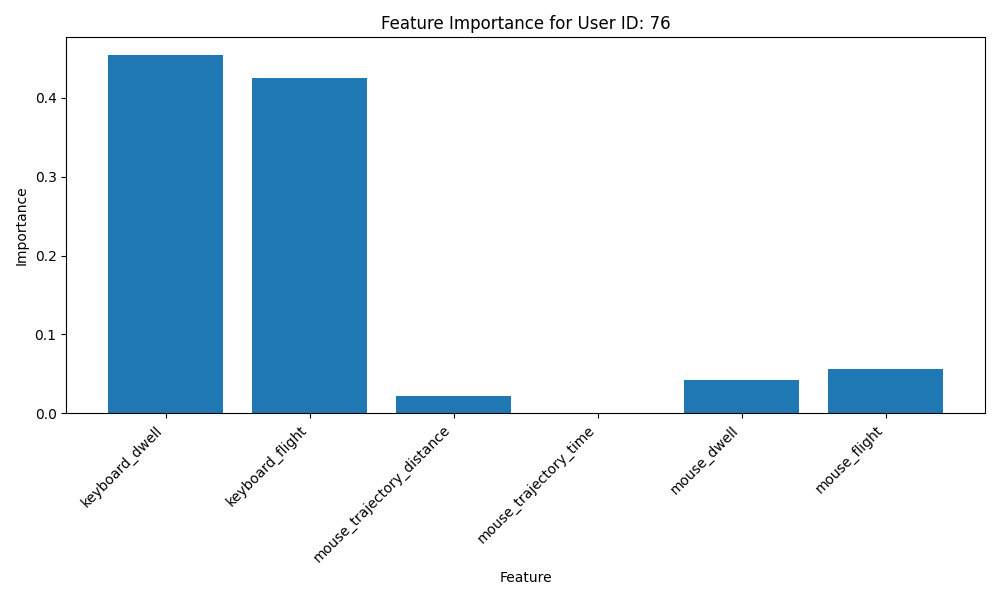 Feature Importance for User ID: 76
Importance
0.4
0.3
0.2
0.1
0.0
keyboard_dwell
keyboard_flight
mouse_trajectory_distance
mouse_trajectory_time
mouse_dwell
mouse_flight
Feature